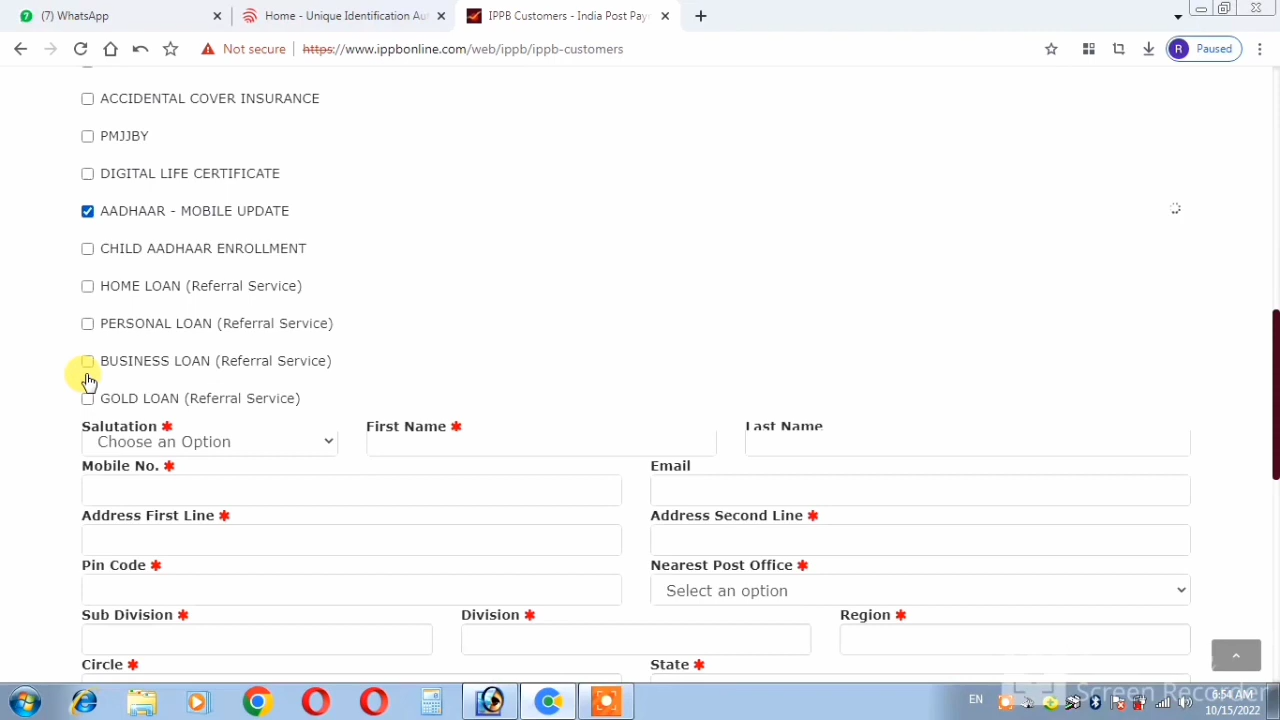 (7) WhatsApp
Home - Unique Identification Au
IPPB Customers - India Post Pay
Not secure
https://www.ippbonline.com/web/ippb/ippb-customers
R Paused
ACCIDENTAL COVER INSURANCE
PMJJBY
DIGITAL LIFE CERTIFICATE
AADHAAR - MOBILE UPDATE
CHILD AADHAAR ENROLLMENT
HOME LOAN (Referral Service)
PERSONAL LOAN (Referral Service)
BUSINESS LOAN (Referral Service)
GOLD LOAN (Referral Service)
Salutation * First Name * Last Name
Choose an Option
Mobile No. * Email
Address First Line * Address Second Line *
Pin Code * Nearest Post Office *
Select an option
Sub Division * Division * Region *
Circle * State *
EN
Screen Recorder
6:54 AM
10/15/2022